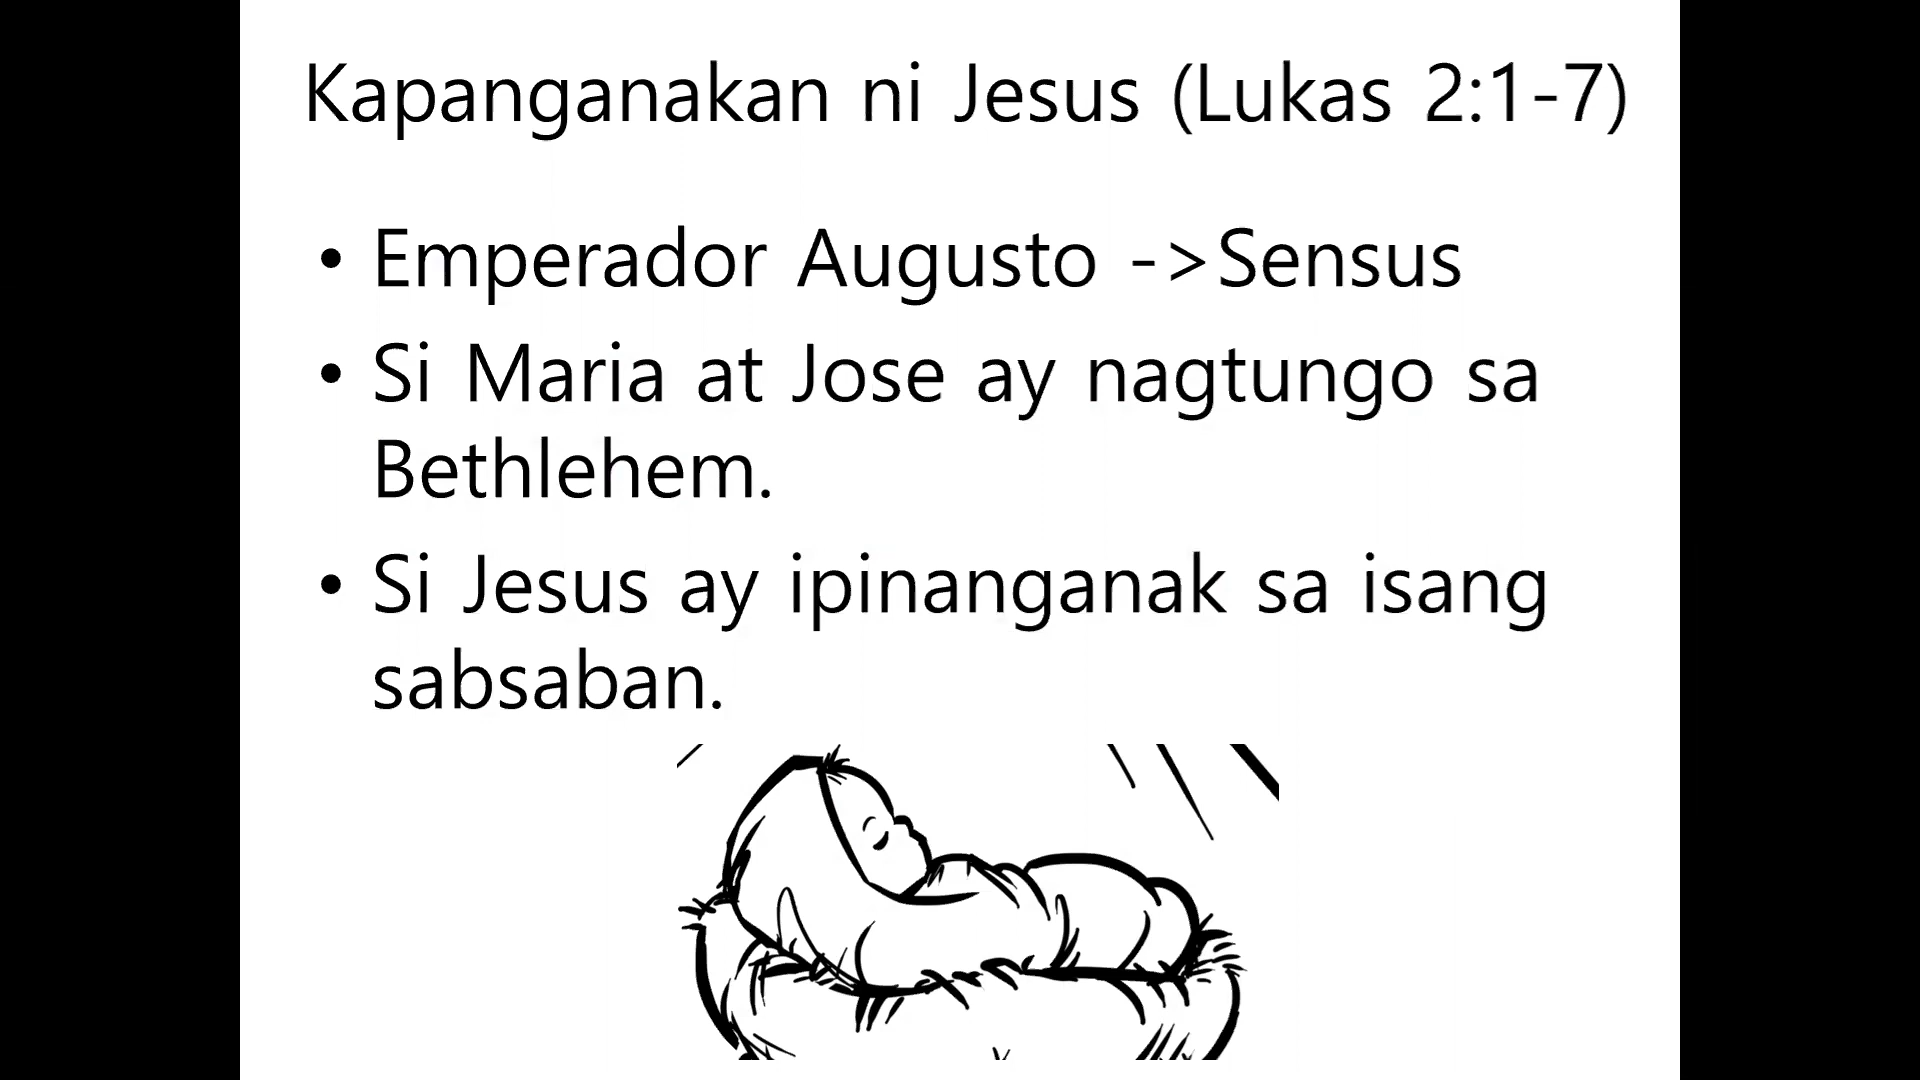 Kapanganakan ni Jesus (Lukas 2:1-7)
• Emperador Augusto ->Sensus
• Si Maria at Jose ay nagtungo sa
Bethlehem.
• Si Jesus ay ipinanganak sa isang
sabsaban.